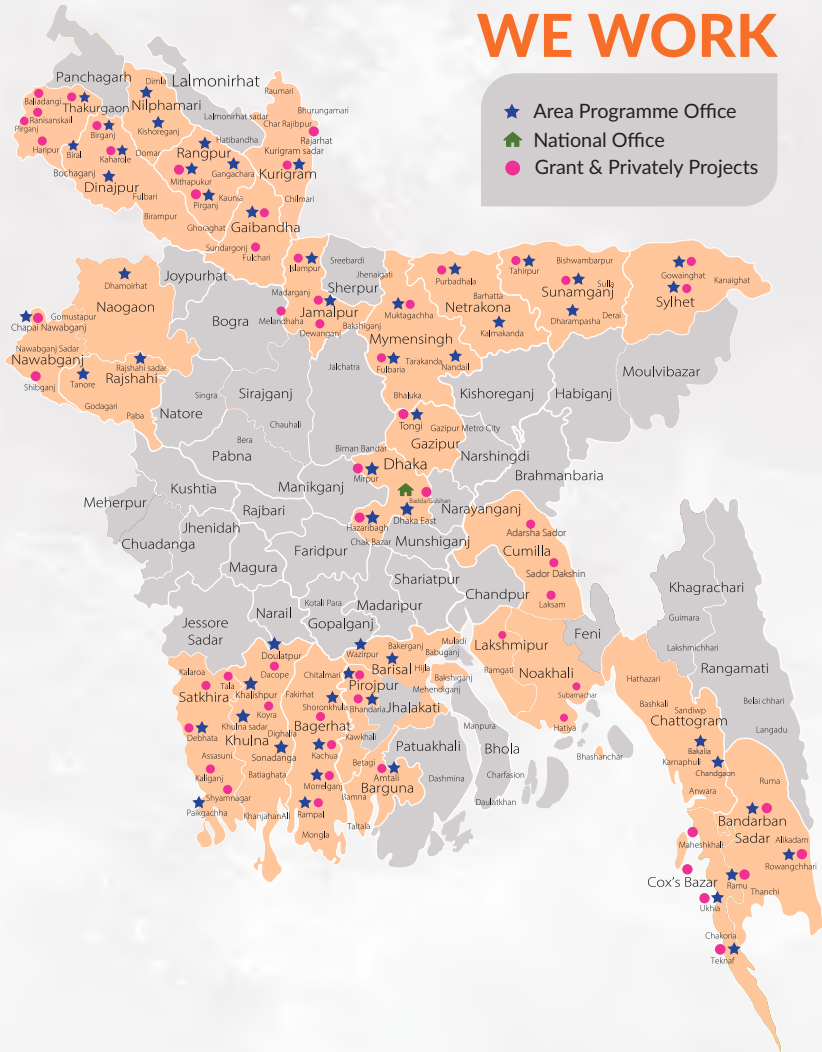 WE WORK
Area Programme Office
National Office
Grant & Privately Projects
Panchagarh
Lalmonirhat
Dimla
Baliadangi
Thakurgaon
Nilphamari
Raumari
Ranisanskail
Pirganj
Birganj
Kishoreganj
Lalmonirhat sadar
Char Rajibpur
Bhurungamari
Rajarhat
Haripur
Biral
Kaharole
Domar
Hatibandha
Rangpur
Kurigram sadar
Bochaganj
Mithapukur
Gangachara
Kurigram
Dinajpur
Fulbari
Pirganj
Kaunia
Chilmari
Birampur
Ghoraghat
Gaibandha
Sundargonj
Fulchari
Islampur
Sreebardi
Jhenaigati
Sherpur
Purbadhala
Tahirpur
Bishwambarpur
Gowainghat
Kanaighat
Joypurhat
Dhamoirhat
Naogaon
Madarganj
Jamalpur
Melandhaha
Dewanganj
Bakshiganj
Muktagachha
Barhatta
Netrakona
Kalmakanda
Sulla
Sunamganj
Dharampasha
Derai
Sylhet
Gomustapur
Chapai Nawabganj
Bogra
Mymensingh
Nawabganj Sadar
Nawabganj
Rajshahi sadar
Rajshahi
Tanore
Shibganj
Jalchatra
Fulbaria
Tarakanda
Nandail
Moulvibazar
Godagari
Paba
Natore
Singra
Sirajganj
Bhaluka
Kishoreganj
Habiganj
Chauhali
Tongi
Gazipur Metro City
Gazipur
Bera
Pabna
Biman Bandar
Dhaka
Mirpur
Narshingdi
Brahmanbaria
Kushtia
Manikganj
Badda/Gulshan
Meherpur
Rajbari
Narayanganj
Dhaka East
Hazaribagh
Chak Bazar
Munshiganj
Adarsha Sador
Jhenidah
Chuadanga
Faridpur
Cumilla
Magura
Sador Dakshin
Shariatpur
Chandpur
Laksam
Khagrachari
Kotali Para
Madaripur
Narail
Gopalganj
Jessore
Sadar
Guimara
Feni
Muladi
Babuganj
Lakshmipur
Lakshmichhari
Doulatpur
Wazirpur
Bakerganj
Barisal
Hijla
Rangamati
Kalaroa
Tala
Dacope
Chitalmari
Pirojpur
Bakshiganj
Mehendiganj
Ramgati
Noakhali
Hathazari
Satkhira
Khalishpur
Fakirhat
Shoronkhula
Bhandaria
Jhalakati
Subarnachar
Bashkali
Sandiwp
Belai chhari
Koyra
Khulna sadar
Bagerhat
Chattogram
Debhata
Khulna
Dighalia
Kawkhali
Manpura
Hatiya
Langadu
Sonadanga
Kachua
Patuakhali
Bhola
Bhashanchar
Bakalia
Karnaphuli
Chandgaon
Assasuni
Kaliganj
Batiaghata
Morrelganj
Betagi
Amtali
Dashmina
Charfasion
Ruma
Shyamnagar
Bamna
Barguna
Anwara
Paikgachha
KhanjahanAli
Rampal
Daulatkhan
Bandarban
Sadar
Mongla
Taltala
Maheshkhali
Alikadam
Rowangchhari
Cox's Bazar
Ramu
Thanchi
Ukhia
Chakoria
Teknaf